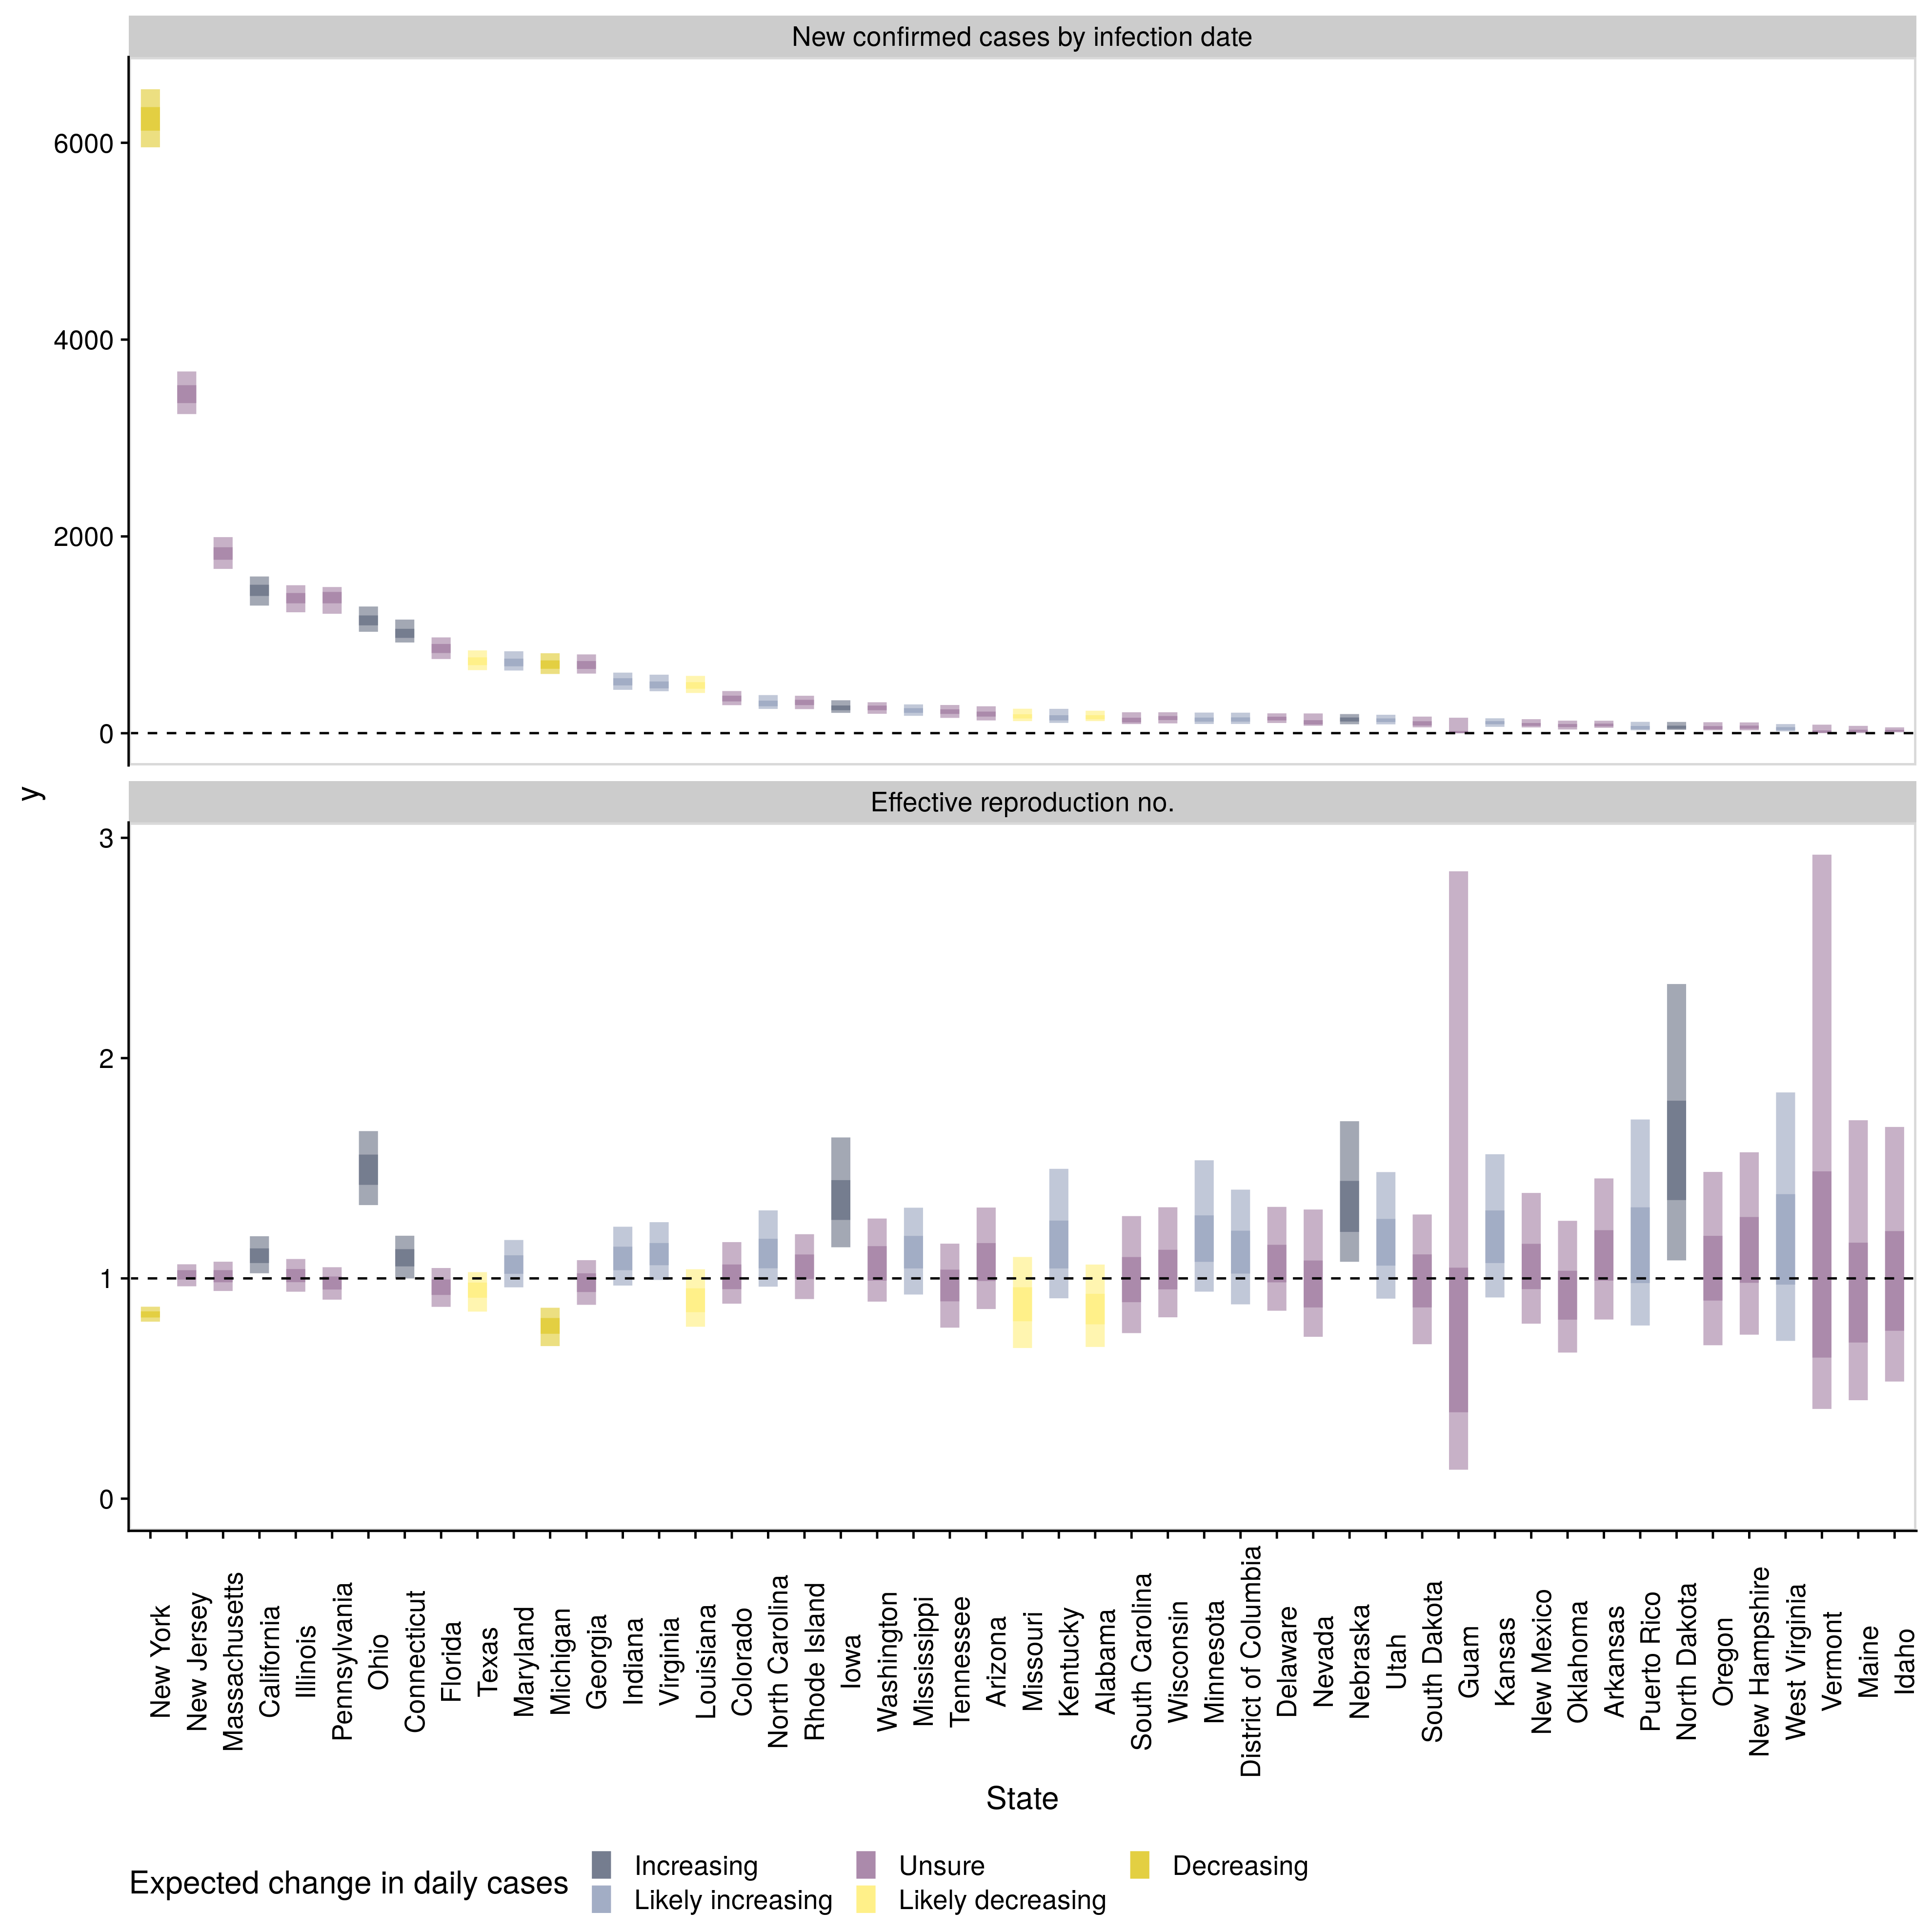 New confirmed cases by infection date
6000
4000
2000
0
y
Effective reproduction no.
3
2
1
0
New York
New Jersey
Massachusetts
California
Illinois
Pennsylvania
Ohio
Connecticut
Florida
Texas
Maryland
Michigan
Georgia
Indiana
Virginia
Louisiana
Colorado
North Carolina
Rhode Island
Iowa
Washington
Mississippi
Tennessee
Arizona
Missouri
Kentucky
Alabama
South Carolina
Wisconsin
Minnesota
District of Columbia
Delaware
Nevada
Nebraska
Utah
South Dakota
Guam
Kansas
New Mexico
Oklahoma
Arkansas
Puerto Rico
North Dakota
Oregon
New Hampshire
West Virginia
Vermont
Maine
Idaho
State
Expected change in daily cases
Increasing
Likely increasing
Unsure
Likely decreasing
Decreasing